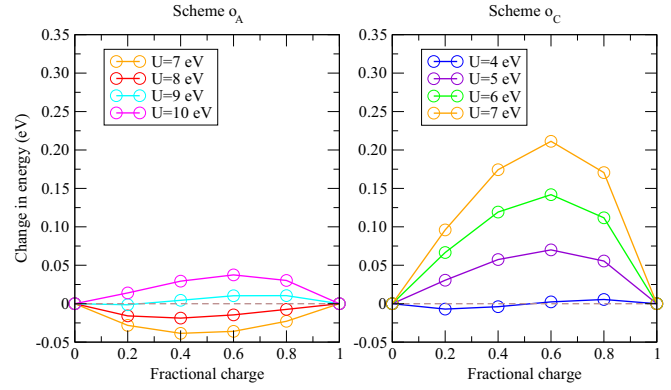 Scheme oA
Scheme oC
0.35
0.30
0.25
0.20
0.15
0.10
0.05
0
-0.05
Change in energy (eV)
U=7 eV
U=8 eV
U=9 eV
U=10 eV
0 0.2 0.4 0.6 0.8 1
Fractional charge
0.35
0.30
0.25
0.20
0.15
0.10
0.05
0
-0.05
U=4 eV
U=5 eV
U=6 eV
U=7 eV
0 0.2 0.4 0.6 0.8 1
Fractional charge